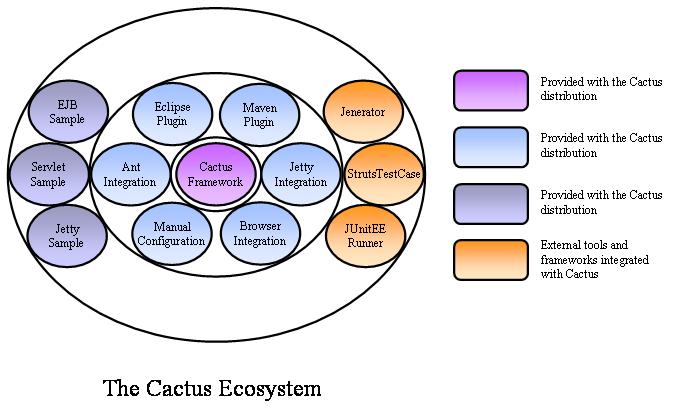 EJB
Sample
Eclipse
Plugin
Maven
Plugin
Jenerator
Servlet
Sample
Ant
Integration
Cactus
Framework
Jetty
Integration
StrutsTestCase
Jetty
Sample
Manual
Configuration
Browser
Integration
JUnitEE
Runner
Provided with the Cactus
distribution
Provided with the Cactus
distribution
Provided with the Cactus
distribution
External tools and
frameworks integrated
with Cactus
The Cactus Ecosystem